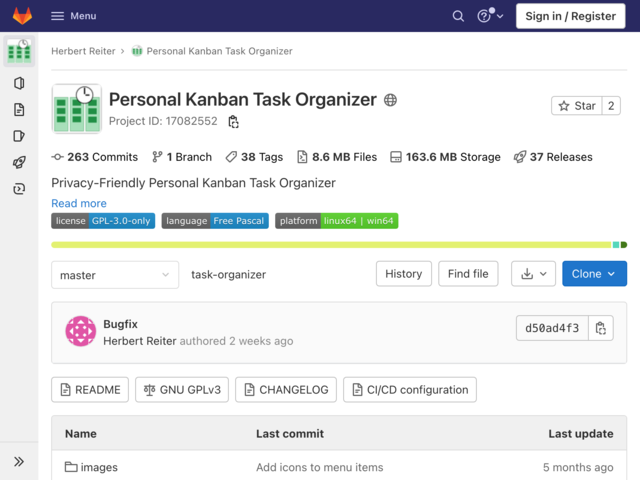 Menu
Sign in / Register
Herbert Reiter › Personal Kanban Task Organizer
Personal Kanban Task Organizer
Project ID: 17082552
Star 2
263 Commits 1 Branch 38 Tags 8.6 MB Files 163.6 MB Storage 37 Releases
Privacy-Friendly Personal Kanban Task Organizer
Read more
license GPL-3.0-only language Free Pascal platform linux64 | win64
master task-organizer History Find file Clone
Bugfix
Herbert Reiter authored 2 weeks ago
d50ad4f3
README GNU GPLv3 CHANGELOG CI/CD configuration
Name Last commit Last update
images Add icons to menu items 5 months ago